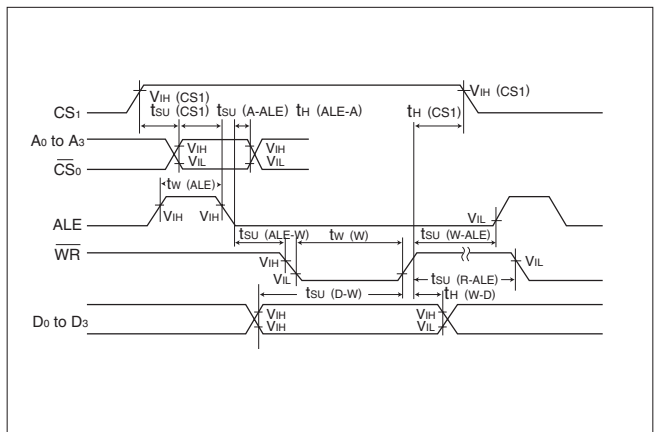 VIH (CS1)
VIH (CS1)
CS1
tSU (CS1) tSU (A-ALE) tH (ALE-A)
tH (CS1)
A0 to A3
VIH
VIH
CS0
VIL
VIL
tW (ALE)
ALE
VIH
VIH
VIL
tSU (ALE-W)
tW (W)
tSU (W-ALE)
WR
VIH
VIL
VIL
tSU (R-ALE)
tSU (D-W)
tH (W-D)
D0 to D3
VIH
VIH
VIH
VIL